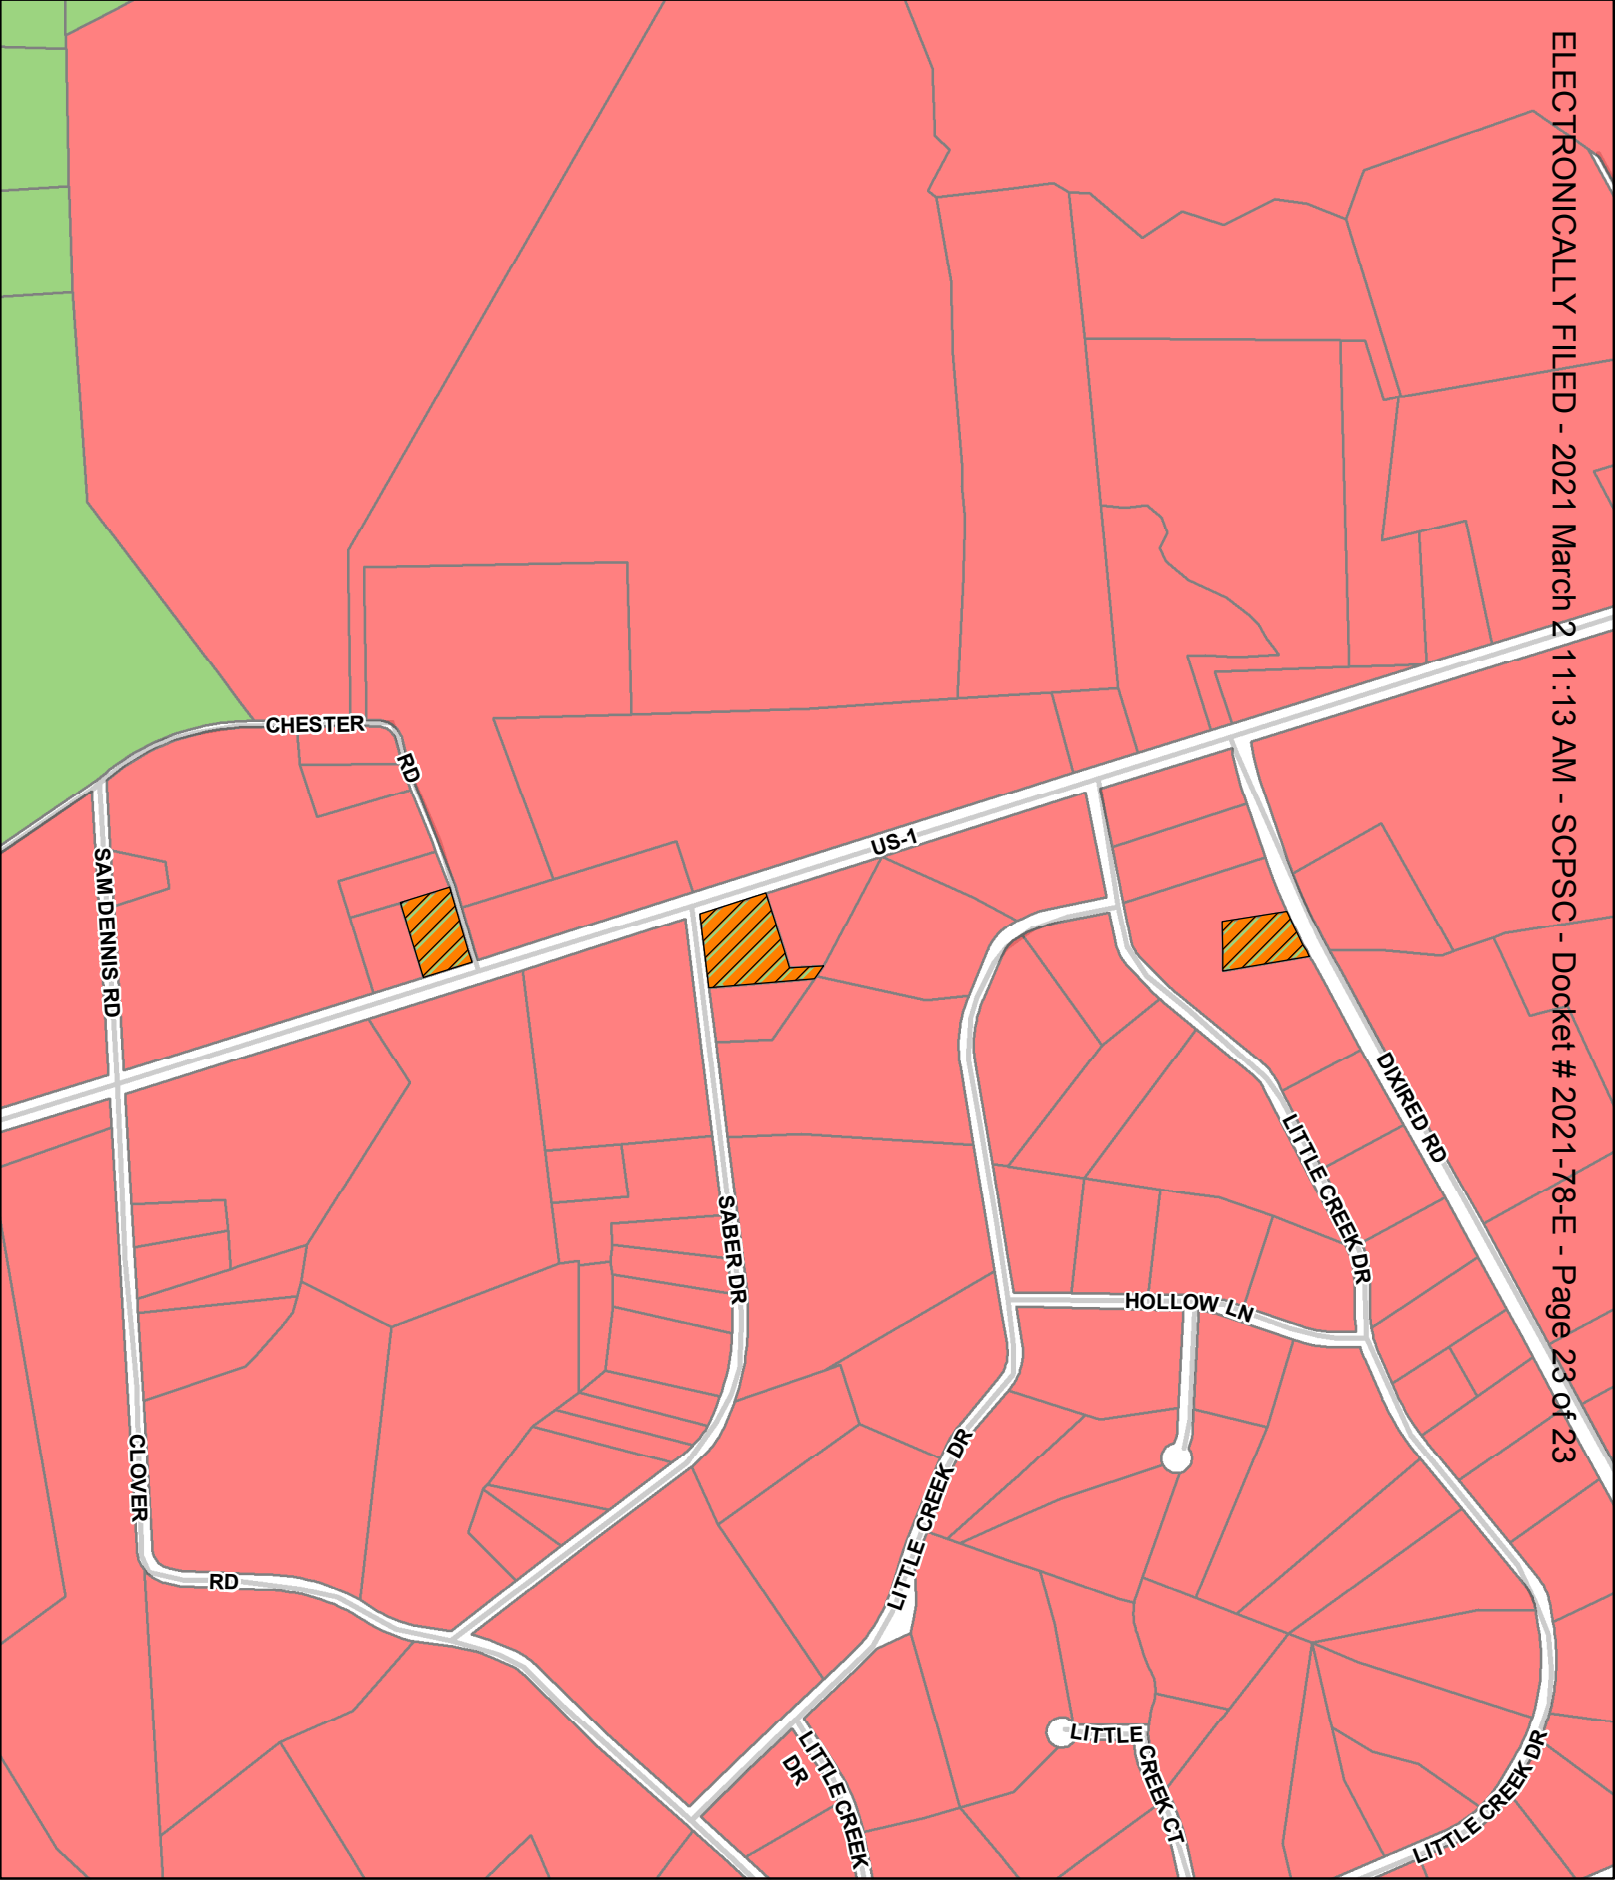 ELECTRONICALLY FILED - 2021 March 2 11:13 AM - SCPSC - Docket # 2021-78-E - Page 23 of 23
CHESTER
RD
US-1
SAM DENNIS RD
DIXIRED RD
LITTLE CREEK DR
SABER DR
HOLLOW LN
CLOVER
RD
LITTLE CREEK DR
LITTLE CREEK
DR
LITTLE
CREEK CT
LITTLE CREEK DR